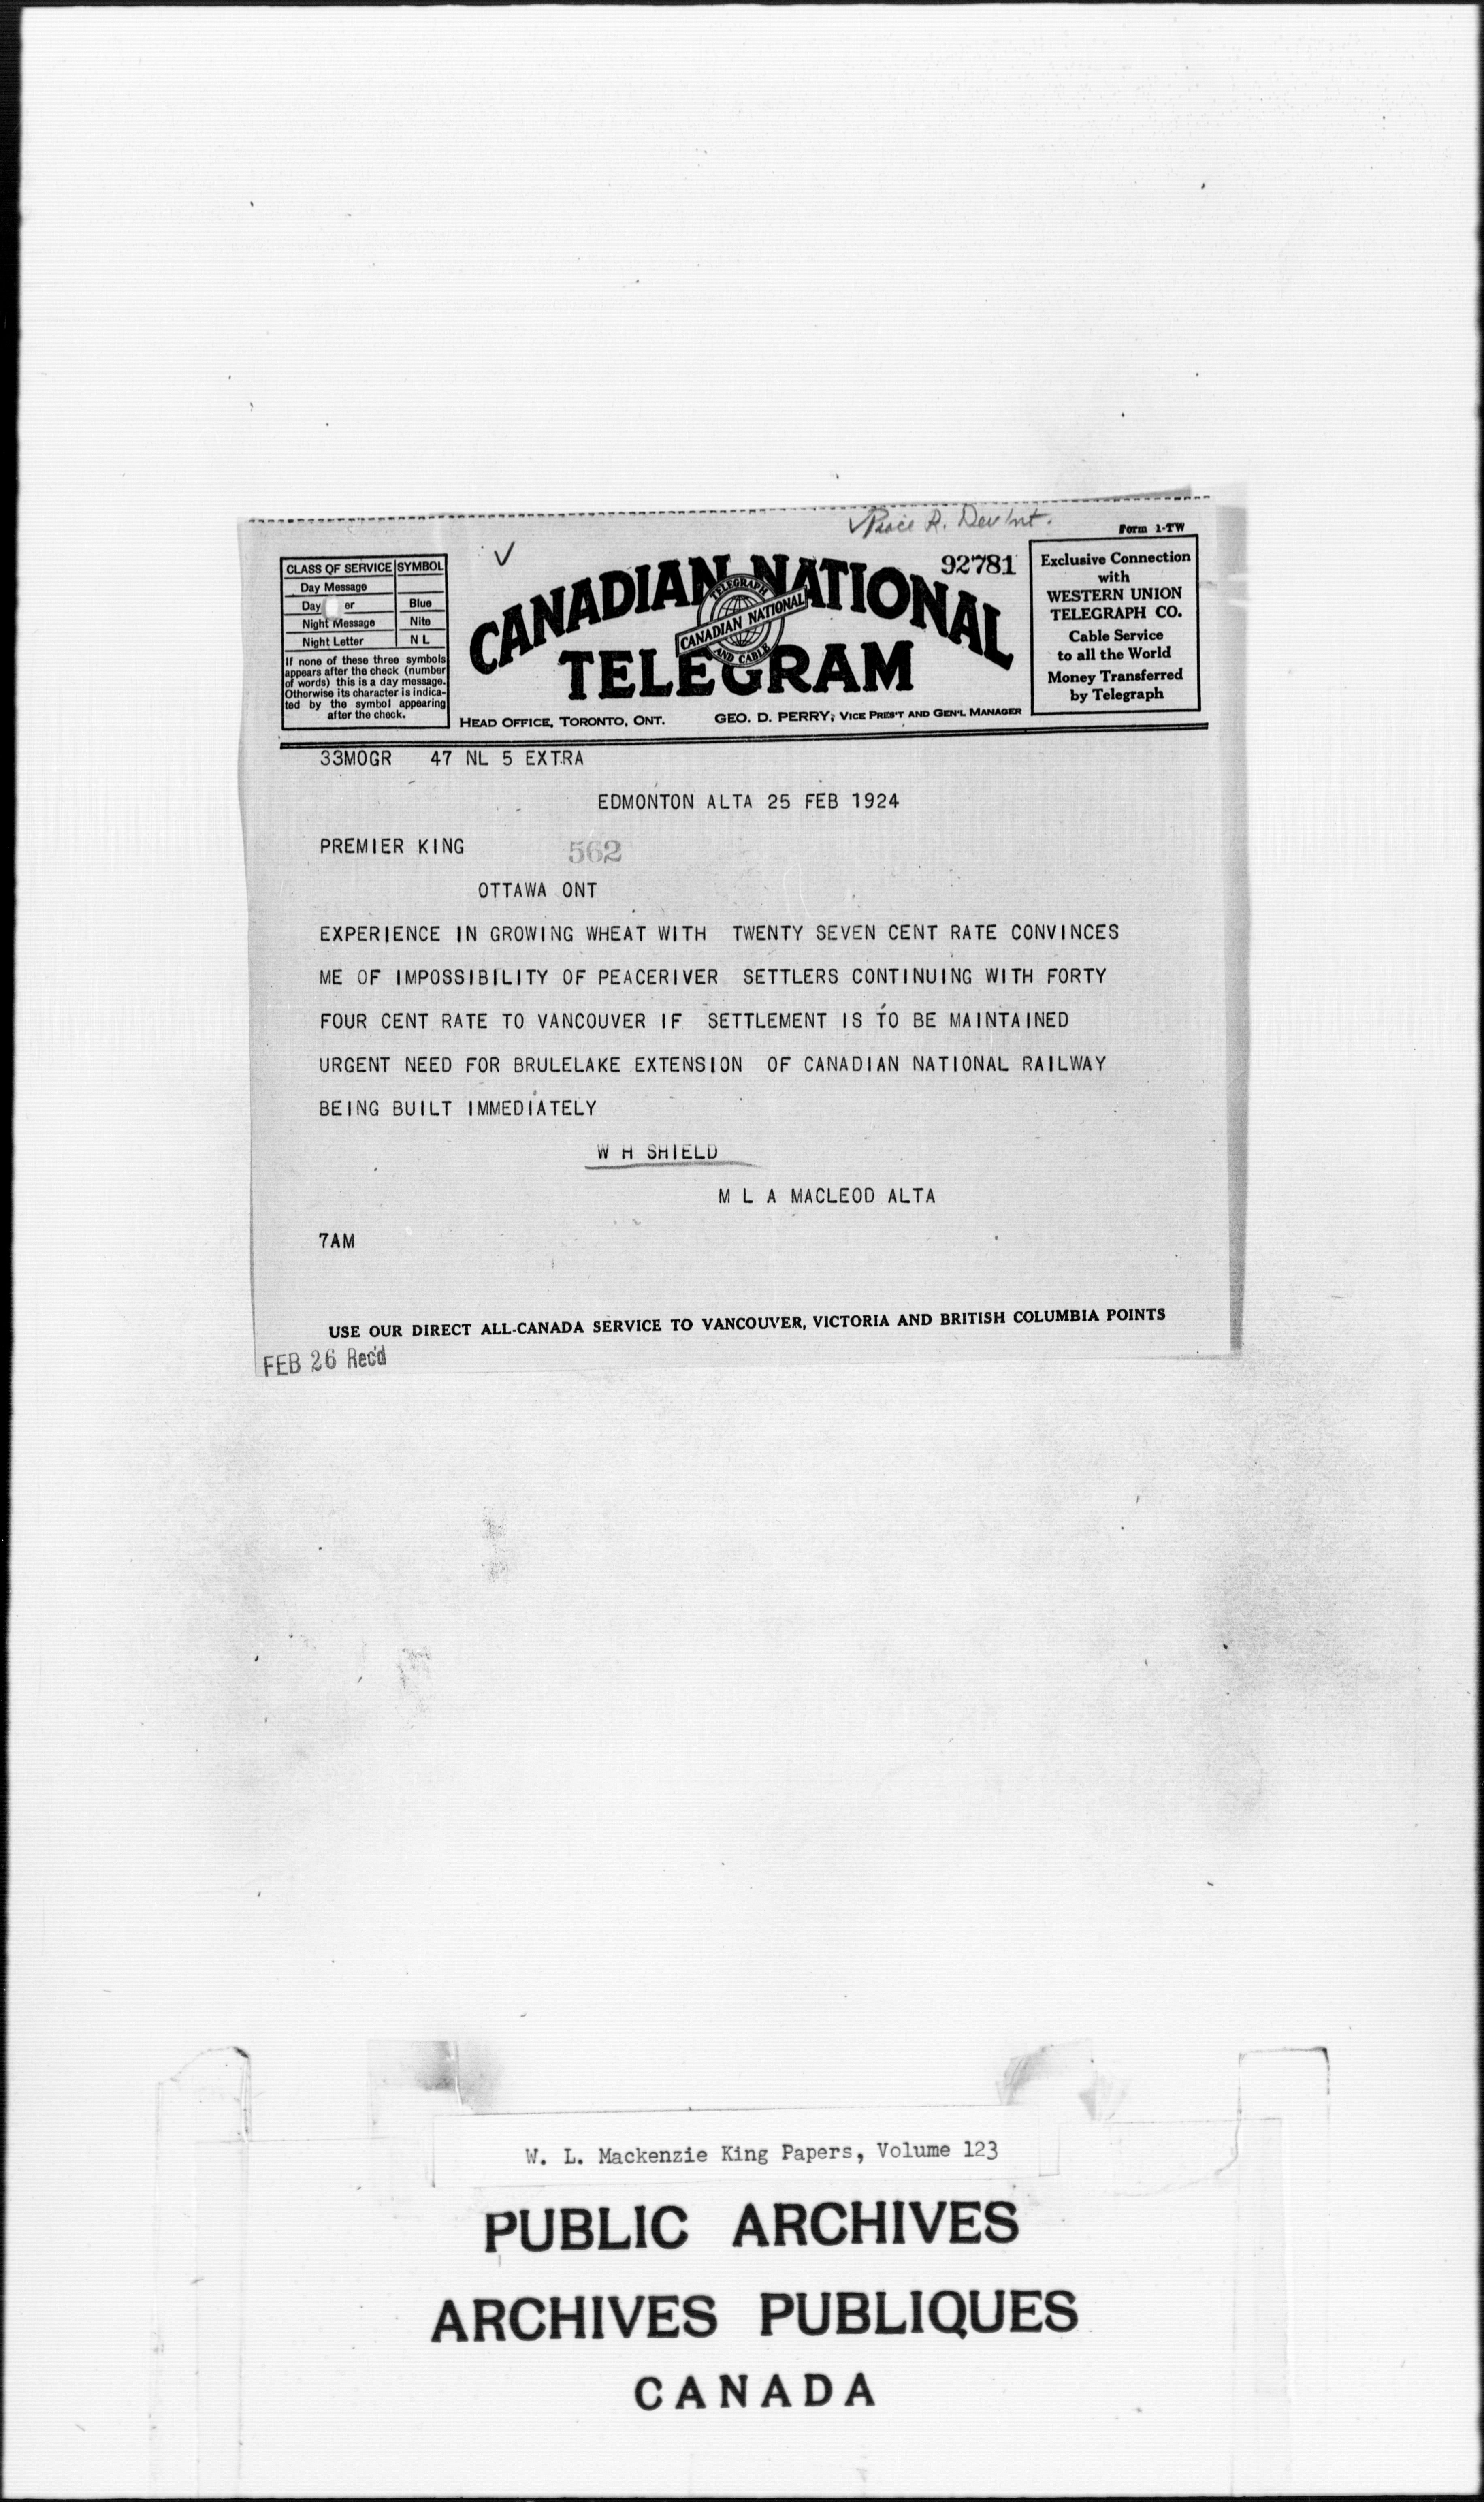 Peace R. Dev'mt.
Form 1-TW
CLASS OF SERVICE SYMBOL
Day Message
Day er Blue
Night Message Nite
Night Letter N L
If none of these three symbols
appears after the check (number
of words) this is a day message.
Otherwise its character is indica-
ted by the symbol appearing
after the check.
92781
CANADIAN NATIONAL
TELEGRAPH
CANADIAN NATIONAL
AND CABLE
TELEGRAM
HEAD OFFICE, TORONTO, ONT. GEO. D. PERRY, VICE PRES'T AND GEN'L MANAGER
Exclusive Connection
with
WESTERN UNION
TELEGRAPH CO.
Cable Service
to all the World
Money Transferred
by Telegraph
33MOGR 47 NL 5 EXTRA
EDMONTON ALTA 25 FEB 1924
PREMIER KING 562
OTTAWA ONT
EXPERIENCE IN GROWING WHEAT WITH TWENTY SEVEN CENT RATE CONVINCES
ME OF IMPOSSIBILITY OF PEACERIVER SETTLERS CONTINUING WITH FORTY
FOUR CENT RATE TO VANCOUVER IF SETTLEMENT IS TO BE MAINTAINED
URGENT NEED FOR BRULELAKE EXTENSION OF CANADIAN NATIONAL RAILWAY
BEING BUILT IMMEDIATELY
W H SHIELD
M L A MACLEOD ALTA
7AM
USE OUR DIRECT ALL-CANADA SERVICE TO VANCOUVER, VICTORIA AND BRITISH COLUMBIA POINTS
FEB 26 Rec'd
W. L. Mackenzie King Papers, Volume 123
PUBLIC ARCHIVES
ARCHIVES PUBLIQUES
CANADA